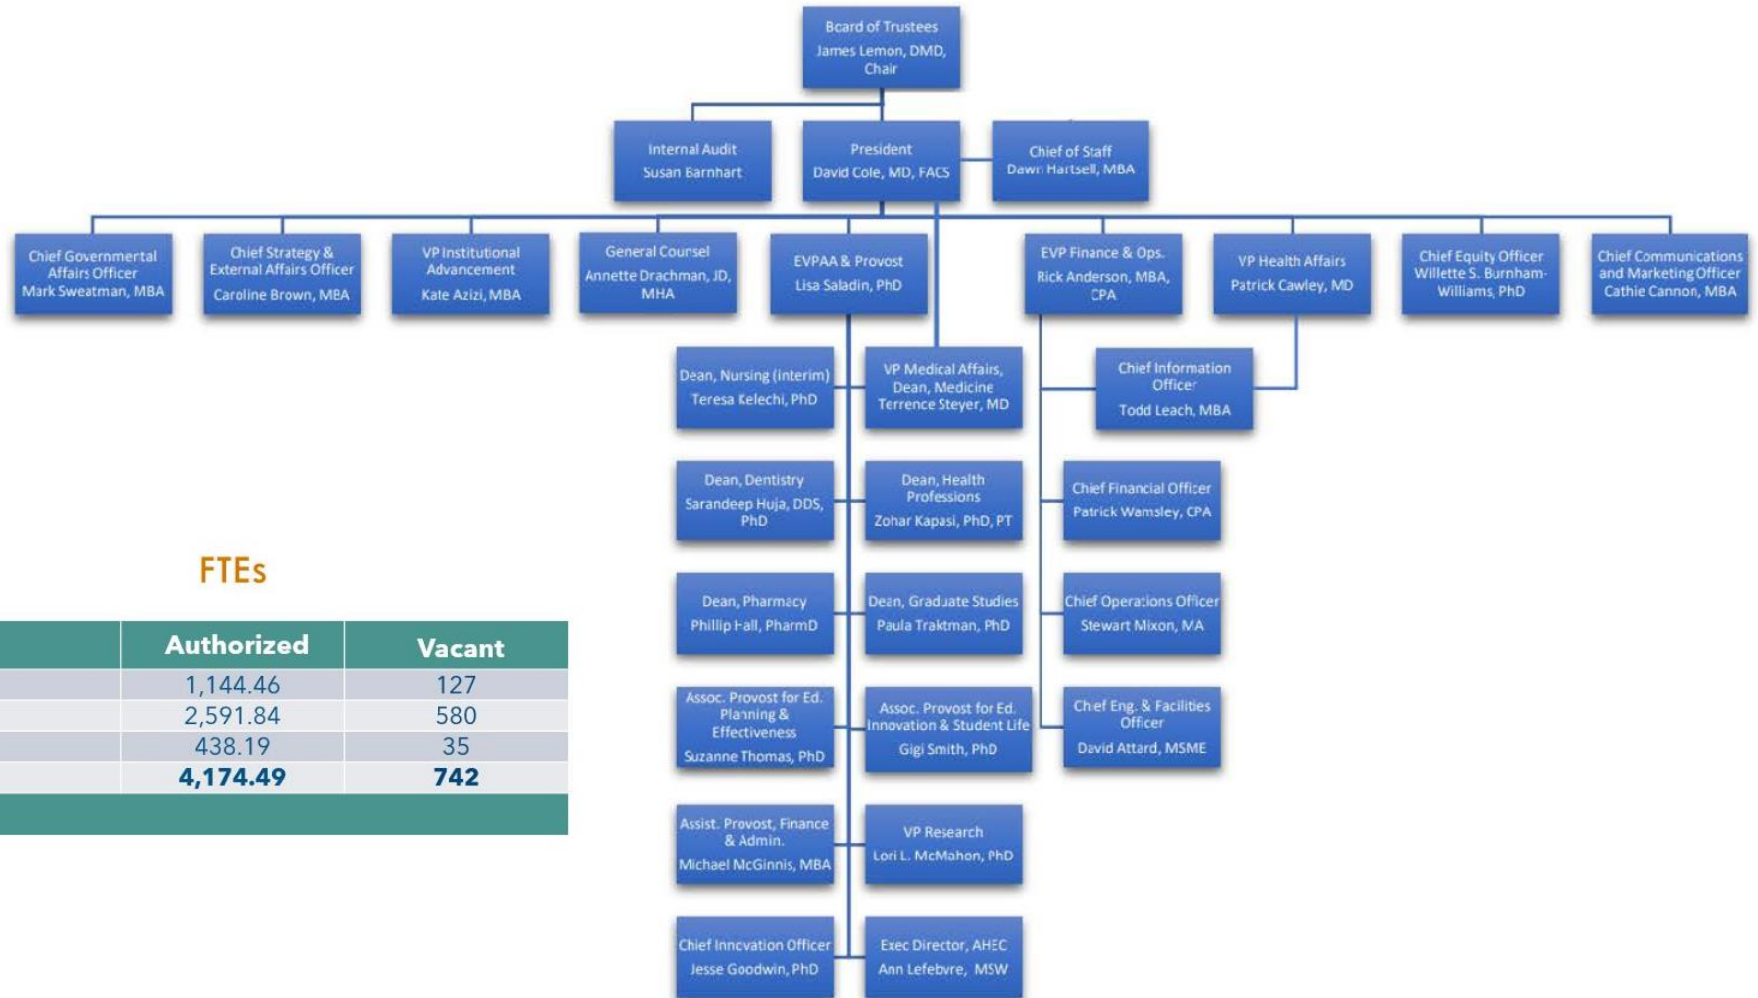 Board of Trustees
James Lemon, DMD,
Chair
Internal Audit
Susan Barnhart
President
David Cole, MD, FACS
Chief of Staff
Dawn Hartsell, MBA
Chief Governmental
Affairs Officer
Mark Sweatman, MBA
Chief Strategy &
External Affairs Officer
Caroline Brown, MBA
VP Institutional
Advancement
Kate Azizi, MBA
General Counsel
Annette Drachman, JD,
MHA
EVPAA & Provost
Lisa Saladin, PhD
EVP Finance & Ops.
Rick Anderson, MBA,
CPA
VP Health Affairs
Patrick Cawley, MD
Chief Equity Officer
Willette S. Burnham-
Williams, PhD
Chief Communications
and Marketing Officer
Cathie Cannon, MBA
Dean, Nursing (interim)
Teresa Kelechi, PhD
VP Medical Affairs,
Dean, Medicine
Terrence Steyer, MD
Chief Information
Officer
Todd Leach, MBA
Dean, Dentistry
Sarandeep Huja, DDS,
PhD
Dean, Health
Professions
Zohar Kapasi, PhD, PT
Chief Financial Officer
Patrick Wamsley, CPA
Dean, Pharmacy
Phillip Hall, PharmD
Dean, Graduate Studies
Paula Traktman, PhD
Chief Operations Officer
Stewart Mixon, MA
Assoc. Provost for Ed.
Planning &
Effectiveness
Suzanne Thomas, PhD
Assoc. Provost for Ed.
Innovation & Student Life
Gigi Smith, PhD
Chief Eng. & Facilities
Officer
David Attard, MSME
Assist. Provost, Finance
& Admin.
Michael McGinnis, MBA
VP Research
Lori L. McMahon, PhD
Chief Innovation Officer
Jesse Goodwin, PhD
Exec Director, AHEC
Ann Lefebvre, MSW
FTEs
Authorized Vacant
1,144.46 127
2,591.84 580
438.19 35
4,174.49 742